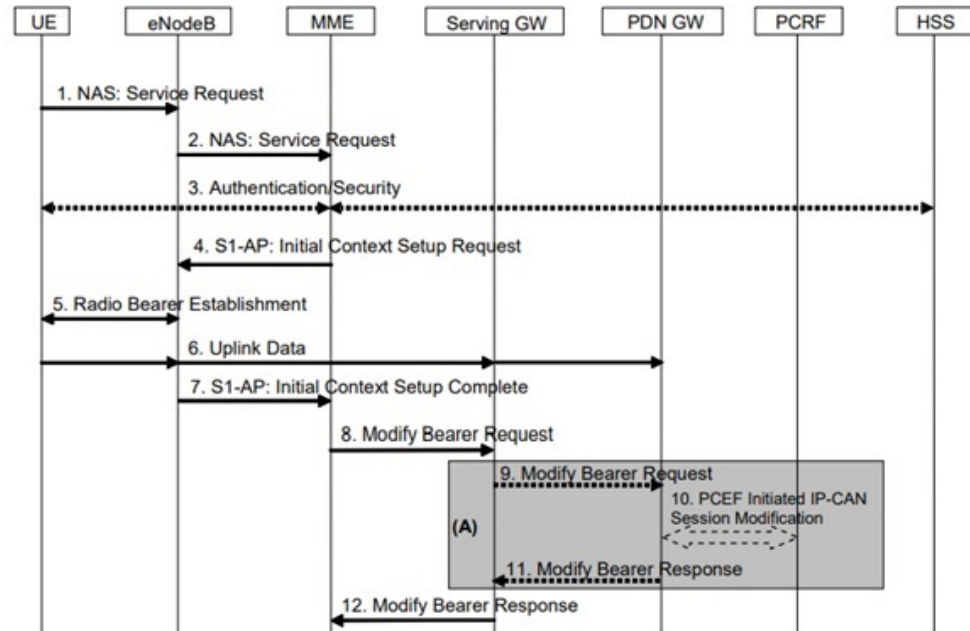 UE eNodeB MME Serving GW PDN GW PCRF HSS
1. NAS: Service Request
2. NAS: Service Request
3. Authentication/Security
4. S1-AP: Initial Context Setup Request
5. Radio Bearer Establishment
6. Uplink Data
7. S1-AP: Initial Context Setup Complete
8. Modify Bearer Request
9. Modify Bearer Request
10. PCEF Initiated IP-CAN
Session Modification
(A)
11. Modify Bearer Response
12. Modify Bearer Response